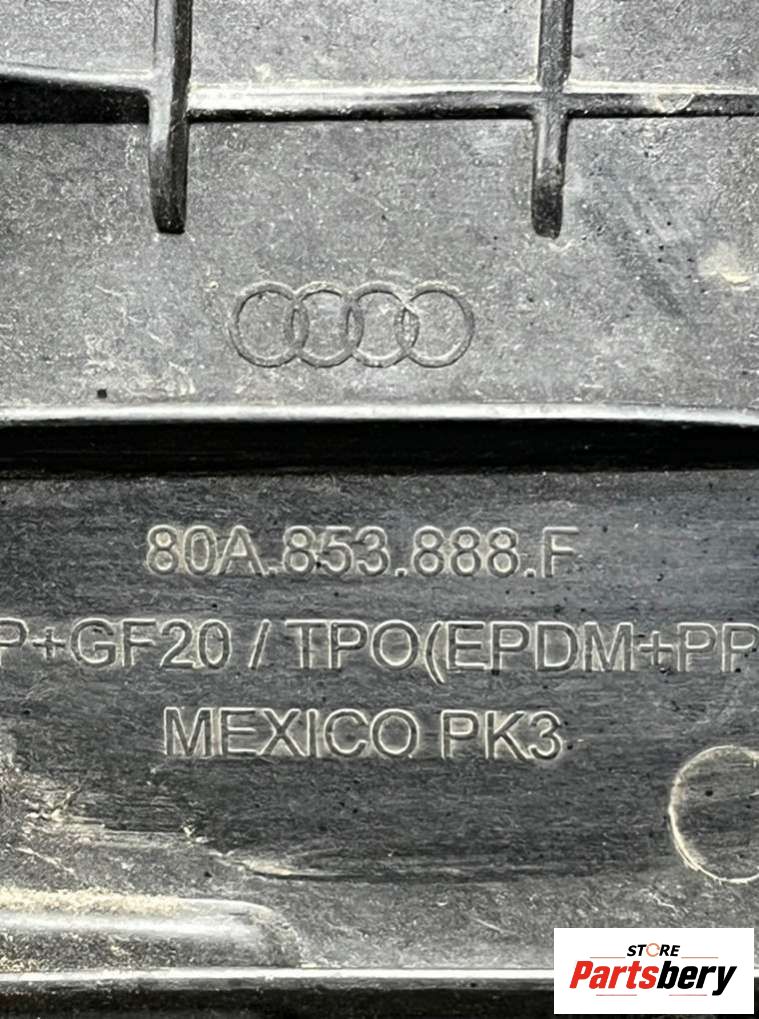 80A.853.888.F
P+GF20 / TPO(EPDM+PP
MEXICO PK3
STORE
Partsbery